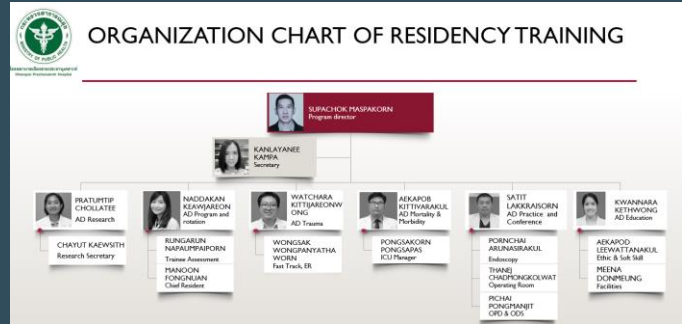 ORGANIZATION CHART OF RESIDENCY TRAINING
MINISTRY OF PUBLIC HEALTH
SUPACHOK MASPAKORN
Program director
KANLAYANEE
KAMPA
Secretary
PRATUMTIP
CHOLLATEE
AD Research
CHAYUT KAEWSITH
Research Secretary
NADDAKAN
KEAWJAREON
AD Program and
rotation
RUNGARUN
NAPAUMPAIPORN
Trainee Assessment
MANOON
FONGNUAN
Chief Resident
WATCHARA
KITTIJAREONW
ONG
AD Trauma
WONGSAK
WONGPANYATHA
WORN
Fast Track, ER
AEKAPOB
KITTIVARAKUL
AD Mortality &
Morbidity
PONGSAKORN
PONGSAPAS
ICU Manager
SATIT
LAKKRAISORN
AD Practice and
Conference
PORNCHAI
ARUNASIRAKUL
Endoscopy
THANEJ
CHADMONGKOLWAT
Operating Room
PICHAI
PONGMANJIT
OPD & ODS
KWANNARA
KETHWONG
AD Education
AEKAPOD
LEEWATTANAKUL
Ethic & Soft Skill
MEENA
DONMEUNG
Facilities